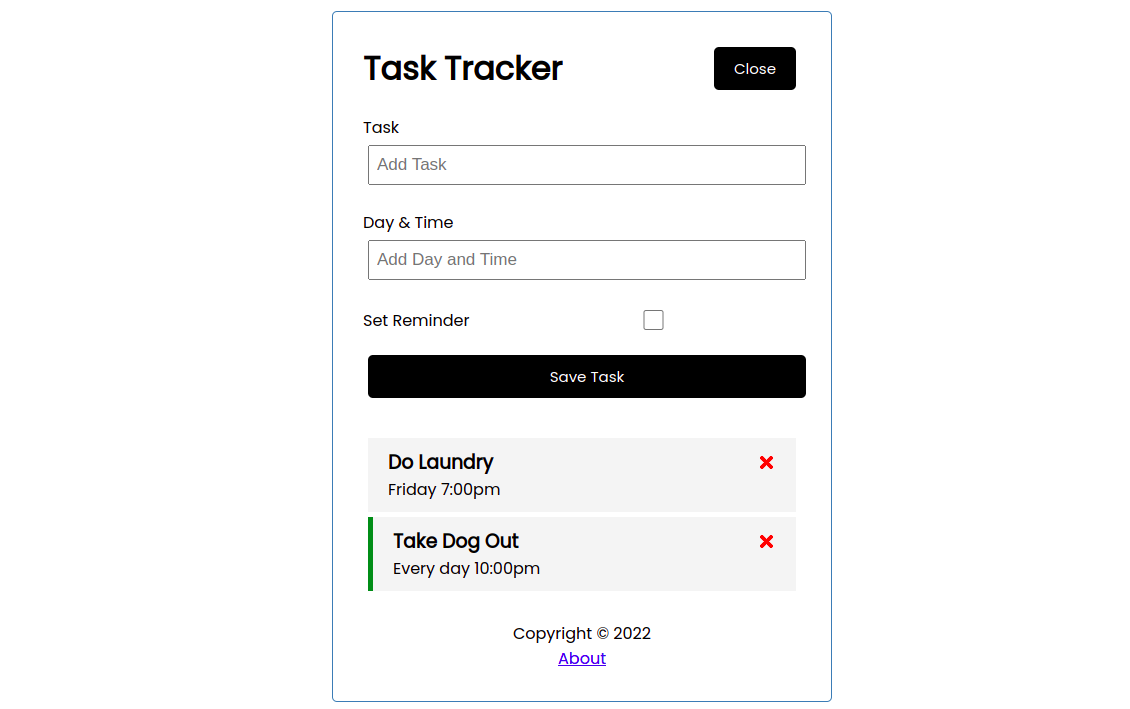 Task Tracker
Close
Task
Add Task
Day & Time
Add Day and Time
Set Reminder
Save Task
Do Laundry
Friday 7:00pm
Take Dog Out
Every day 10:00pm
Copyright © 2022
About